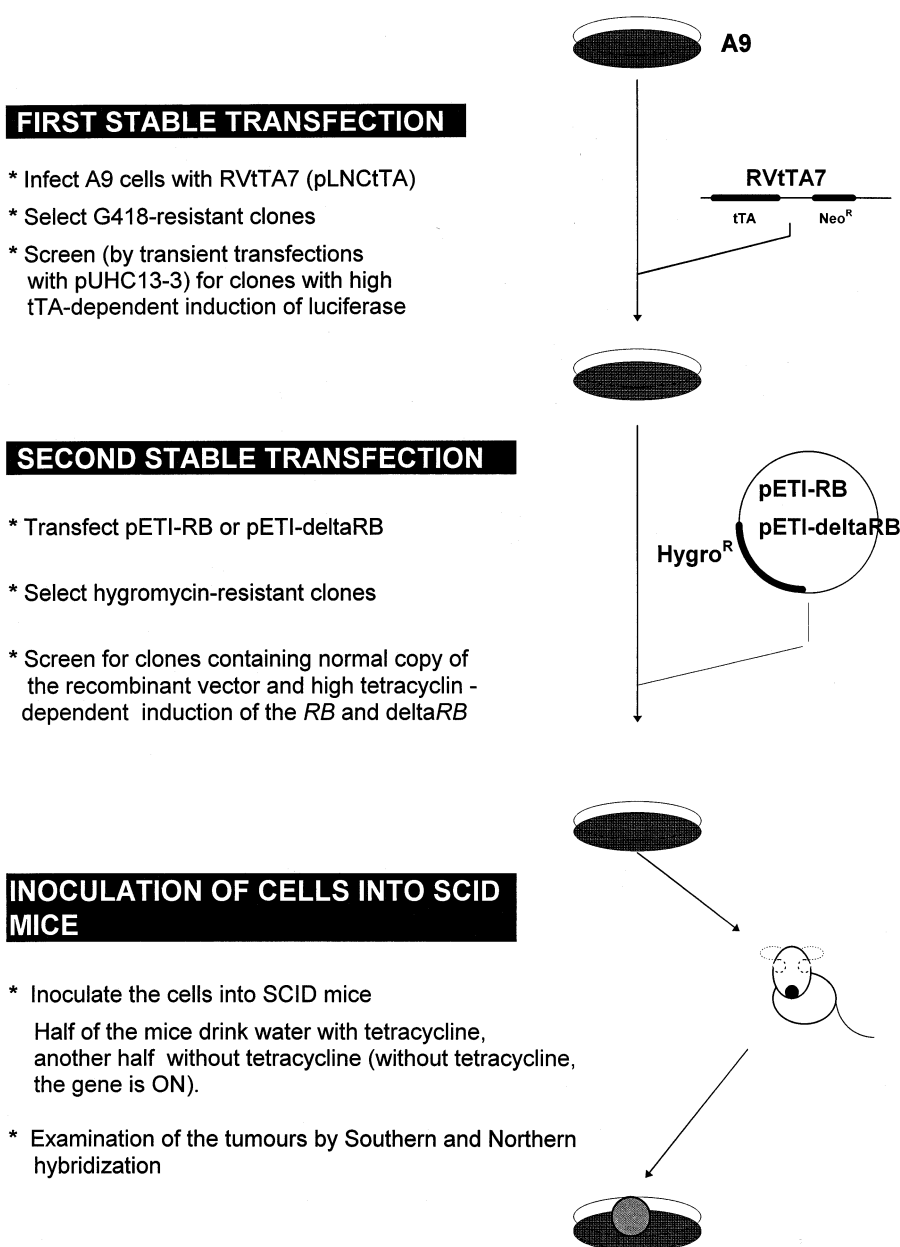 A9
FIRST STABLE TRANSFECTION
* Infect A9 cells with RVtTA7 (pLNCtTA)
* Select G418-resistant clones
* Screen (by transient transfections
with pUHC13-3) for clones with high
tTA-dependent induction of luciferase
RVtTA7
tTA NeoR
SECOND STABLE TRANSFECTION
* Transfect pETI-RB or pETI-deltaRB
* Select hygromycin-resistant clones
* Screen for clones containing normal copy of
the recombinant vector and high tetracyclin -
dependent induction of the RB and deltaRB
pETI-RB
pETI-deltaRB
HygroR
INOCULATION OF CELLS INTO SCID
MICE
* Inoculate the cells into SCID mice
Half of the mice drink water with tetracycline,
another half without tetracycline (without tetracycline,
the gene is ON).
* Examination of the tumours by Southern and Northern
hybridization